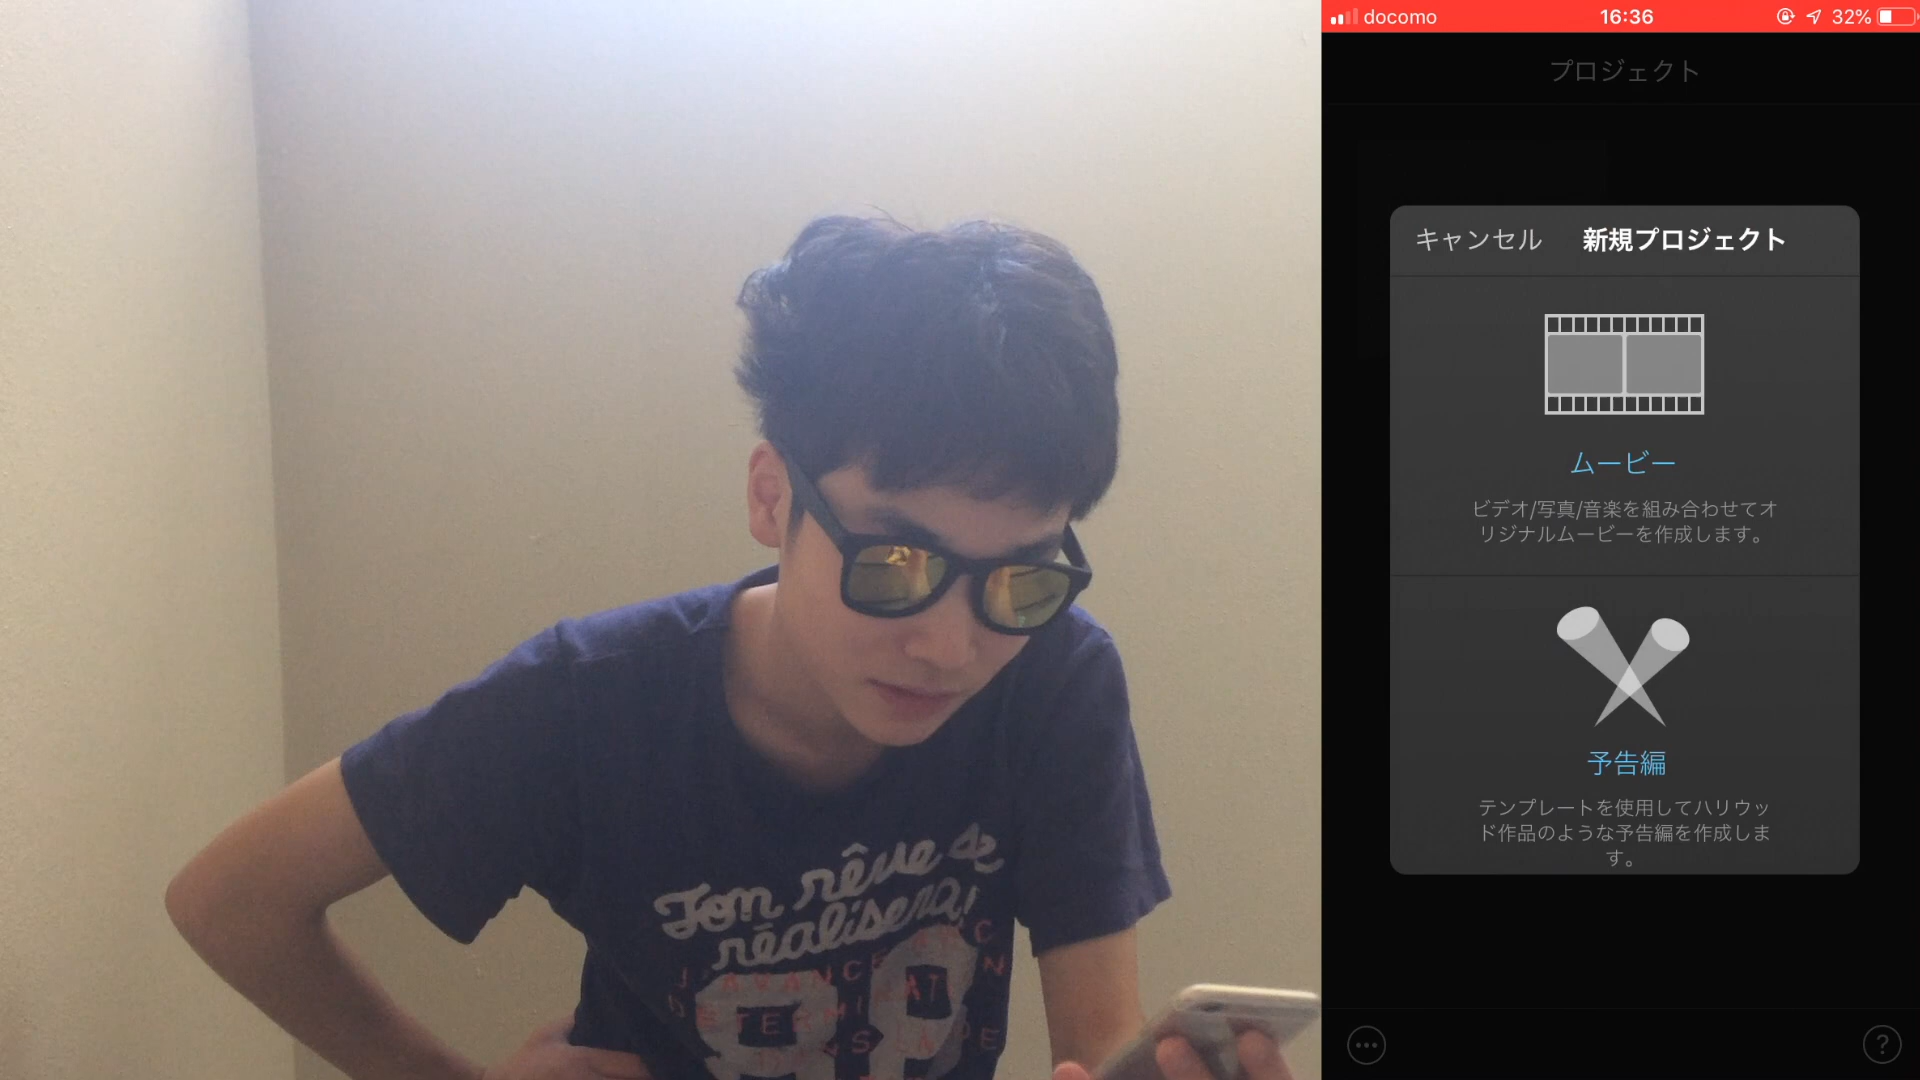 Ton rêve se
réalisera!
docomo 16:36 32%
プロジェクト
キャンセル 新規プロジェクト
ムービー
ビデオ/写真/音楽を組み合わせてオ
リジナルムービーを作成します。
予告編
テンプレートを使用してハリウッ
ド作品のような予告編を作成しま
す。
?